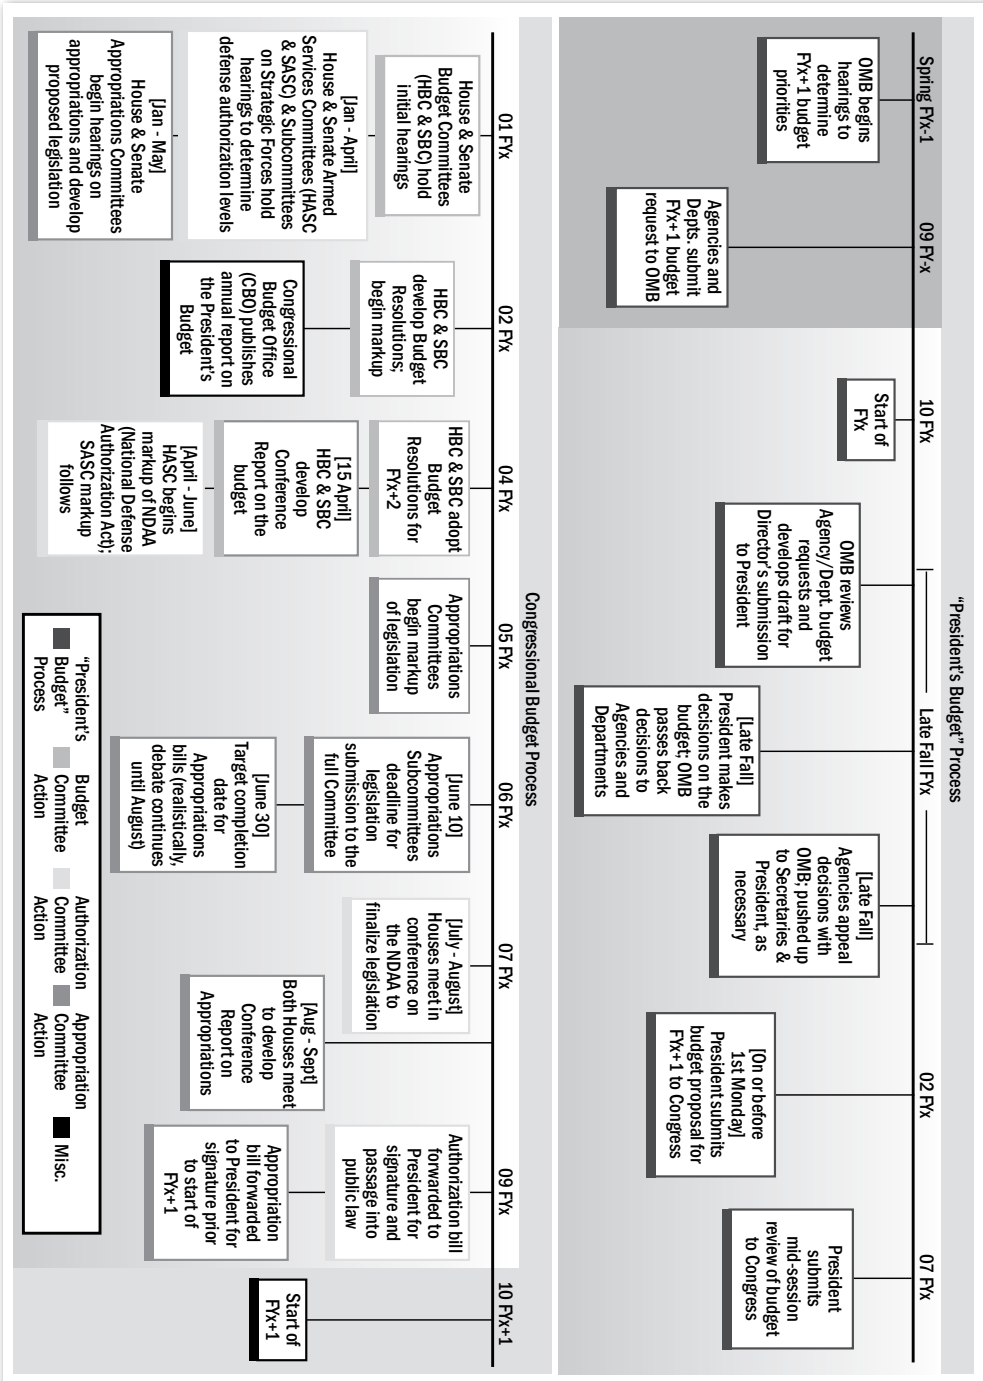 “President’s Budget” Process
Spring FYx-1
OMB begins
hearings to
determine
FYx+1 budget
priorities
09 FY-x
Agencies and
Depts. submit
FYx+1 budget
request to OMB
10 FYx
Start of
FYx
Late Fall FYx
OMB reviews
Agency/Dept. budget
requests and
develops draft for
Director’s submission
to President
[Late Fall]
President makes
decisions on the
budget; OMB
passes back
decisions to
Agencies and
Departments
[Late Fall]
Agencies appeal
decisions with
OMB; pushed up
to Secretaries &
President, as
necessary
02 FYx
[On or before
1st Monday]
President submits
budget proposal for
FYx+1 to Congress
07 FYx
President
submits
mid-session
review of budget
to Congress
Congressional Budget Process
01 FYx
House & Senate
Budget Committees
(HBC & SBC) hold
initial hearings
[Jan - April]
House & Senate Armed
Services Committees (HASC
& SASC) & Subcommittees
on Strategic Forces hold
hearings to determine
defense authorization levels
[Jan - May]
House & Senate
Appropriations Committees
begin hearings on
appropriations and develop
proposed legislation
02 FYx
HBC & SBC
develop Budget
Resolutions;
begin markup
Congressional
Budget Office
(CBO) publishes
annual report on
the President’s
Budget
04 FYx
HBC & SBC adopt
Budget
Resolutions for
FYx+2
[15 April]
HBC & SBC
develop
Conference
Report on the
budget
[April - June]
HASC begins
markup of NDAA
(National Defense
Authorization Act);
SASC markup
follows
05 FYx
Appropriations
Committees
begin markup
of legislation
06 FYx
[June 10]
Appropriations
Subcommittees
deadline for
legislation
submission to the
full Committee
[June 30]
Target completion
date for
Appropriations
bills (realistically,
debate continues
until August)
07 FYx
[July - August]
Houses meet in
conference on
the NDAA to
finalize legislation
[Aug - Sept]
Both Houses meet
to develop
Conference
Report on
Appropriations
09 FYx
Authorization bill
forwarded to
President for
signature and
passage into
public law
Appropriation
bill forwarded
to President for
signature prior
to start of
FYx+1
10 FYx+1
Start of
FYx+1
“President’s
Budget”
Process
Budget
Committee
Action
Authorization
Committee
Action
Appropriation
Committee
Action
Misc.